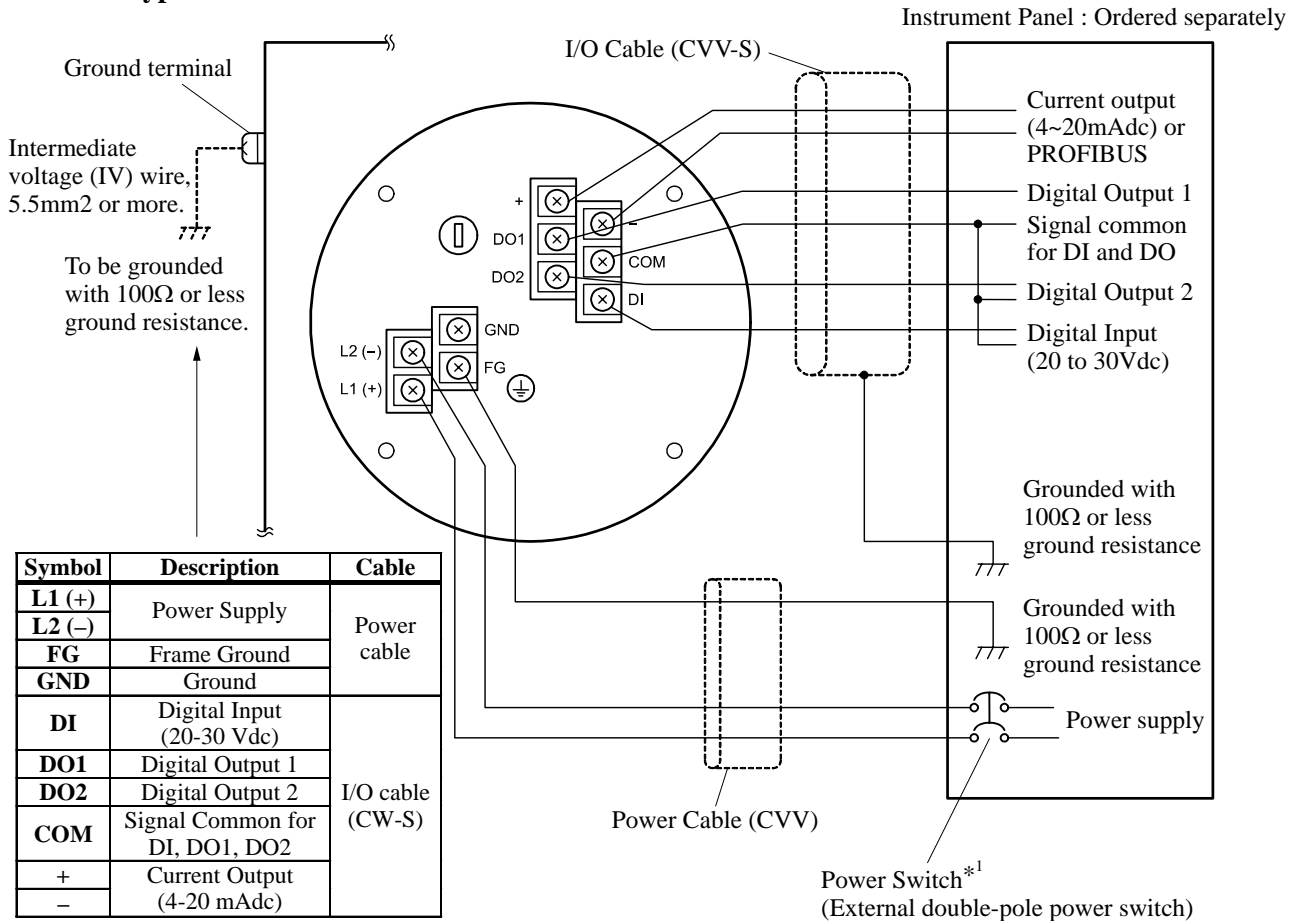 Instrument Panel : Ordered separately
I/O Cable (CVV-S)
Ground terminal
Intermediate
voltage (IV) wire,
5.5mm2 or more.
To be grounded
with 100Ω or less
ground resistance.
+
DO1
DO2
–
COM
DI
GND
FG
L2 (–)
L1 (+)
Current output
(4~20mAdc) or
PROFIBUS
Digital Output 1
Signal common
for DI and DO
Digital Output 2
Digital Input
(20 to 30Vdc)
Grounded with
100Ω or less
ground resistance
Grounded with
100Ω or less
ground resistance
Power supply
Power Cable (CVV)
Power Switch*1
(External double-pole power switch)
Symbol Description Cable
L1 (+) Power Supply Power cable
L2 (–)
FG Frame Ground
GND Ground
DI Digital Input
(20-30 Vdc)
DO1 Digital Output 1
DO2 Digital Output 2 I/O cable
(CW-S)
COM Signal Common for
DI, DO1, DO2
+ Current Output
– (4-20 mAdc)